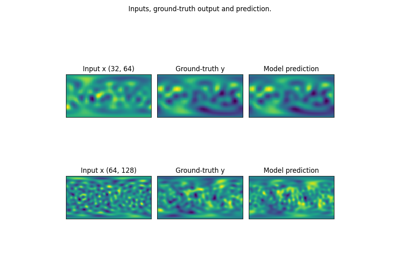 Inputs, ground-truth output and prediction.
Input x (32, 64) Ground-truth y Model prediction
Input x (64, 128) Ground-truth y Model prediction